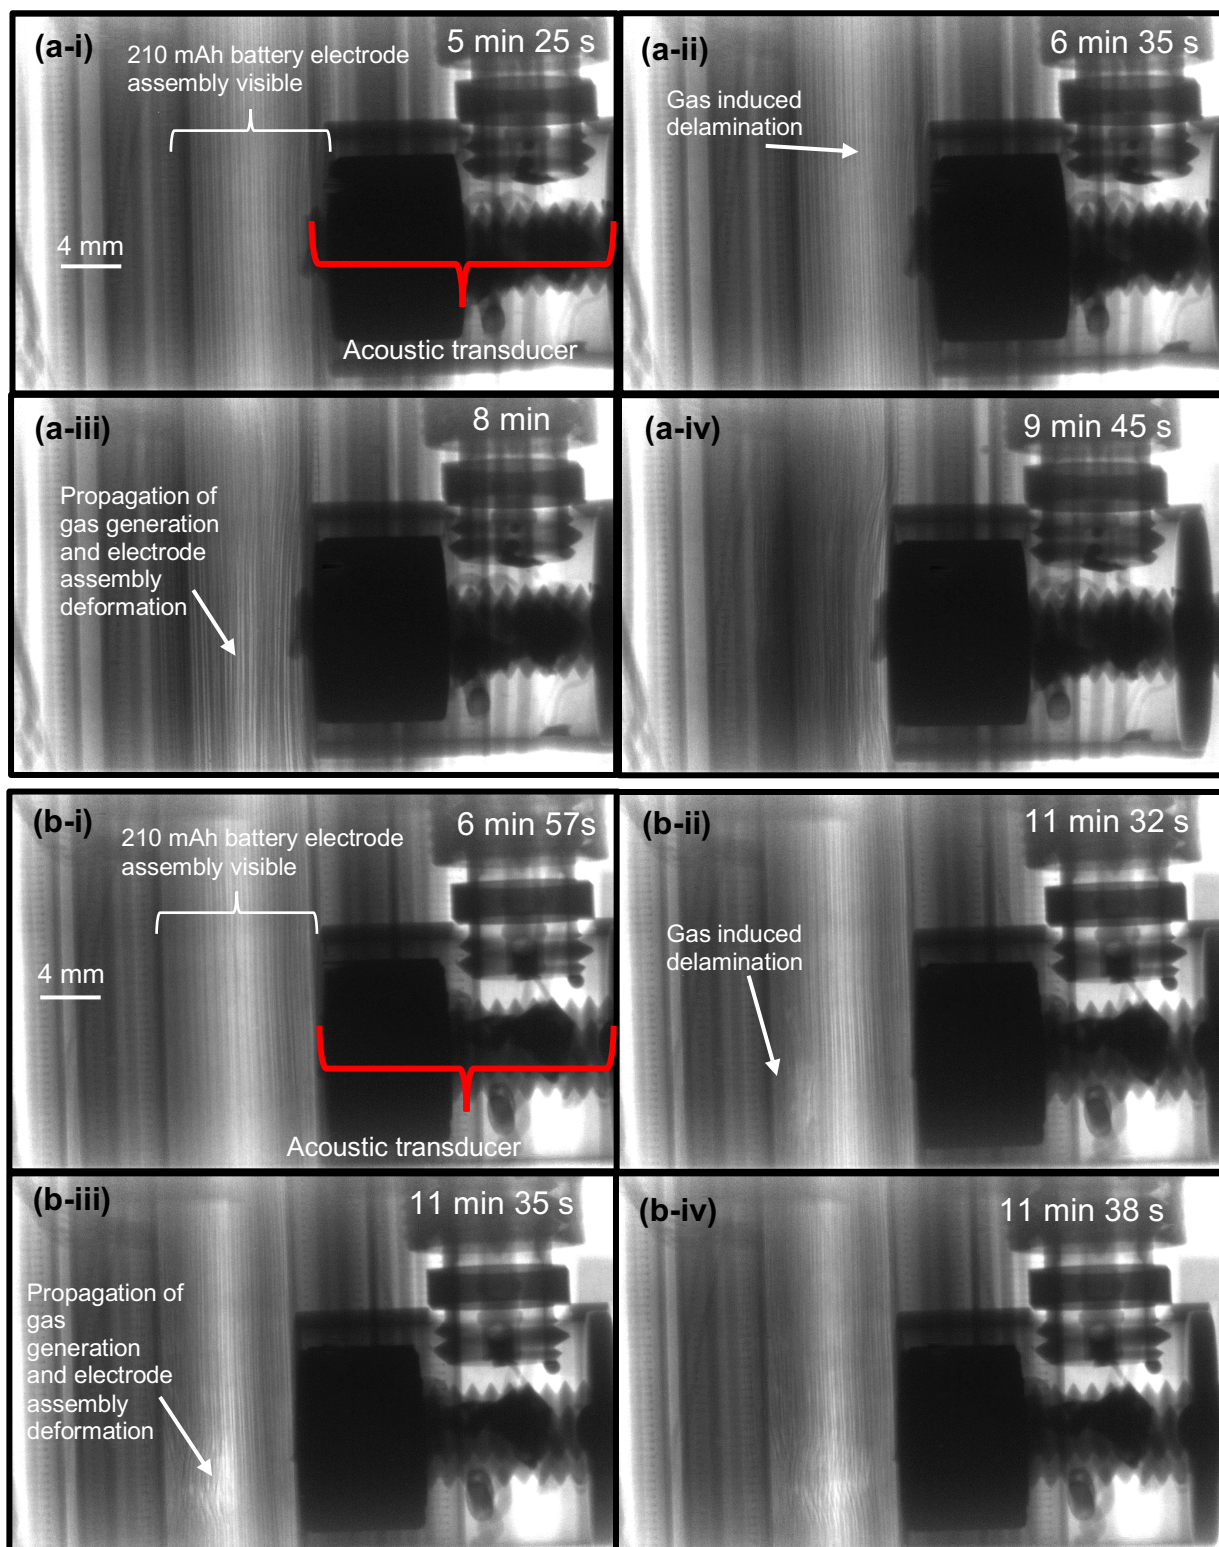 (a-i)
210 mAh battery electrode
assembly visible
5 min 25 s
4 mm
Acoustic transducer
(a-ii)
6 min 35 s
Gas induced
delamination
(a-iii)
8 min
Propagation of
gas generation
and electrode
assembly
deformation
(a-iv)
9 min 45 s
(b-i)
6 min 57s
210 mAh battery electrode
assembly visible
4 mm
Acoustic transducer
(b-ii)
11 min 32 s
Gas induced
delamination
(b-iii)
11 min 35 s
Propagation of
gas
generation
and electrode
assembly
deformation
(b-iv)
11 min 38 s